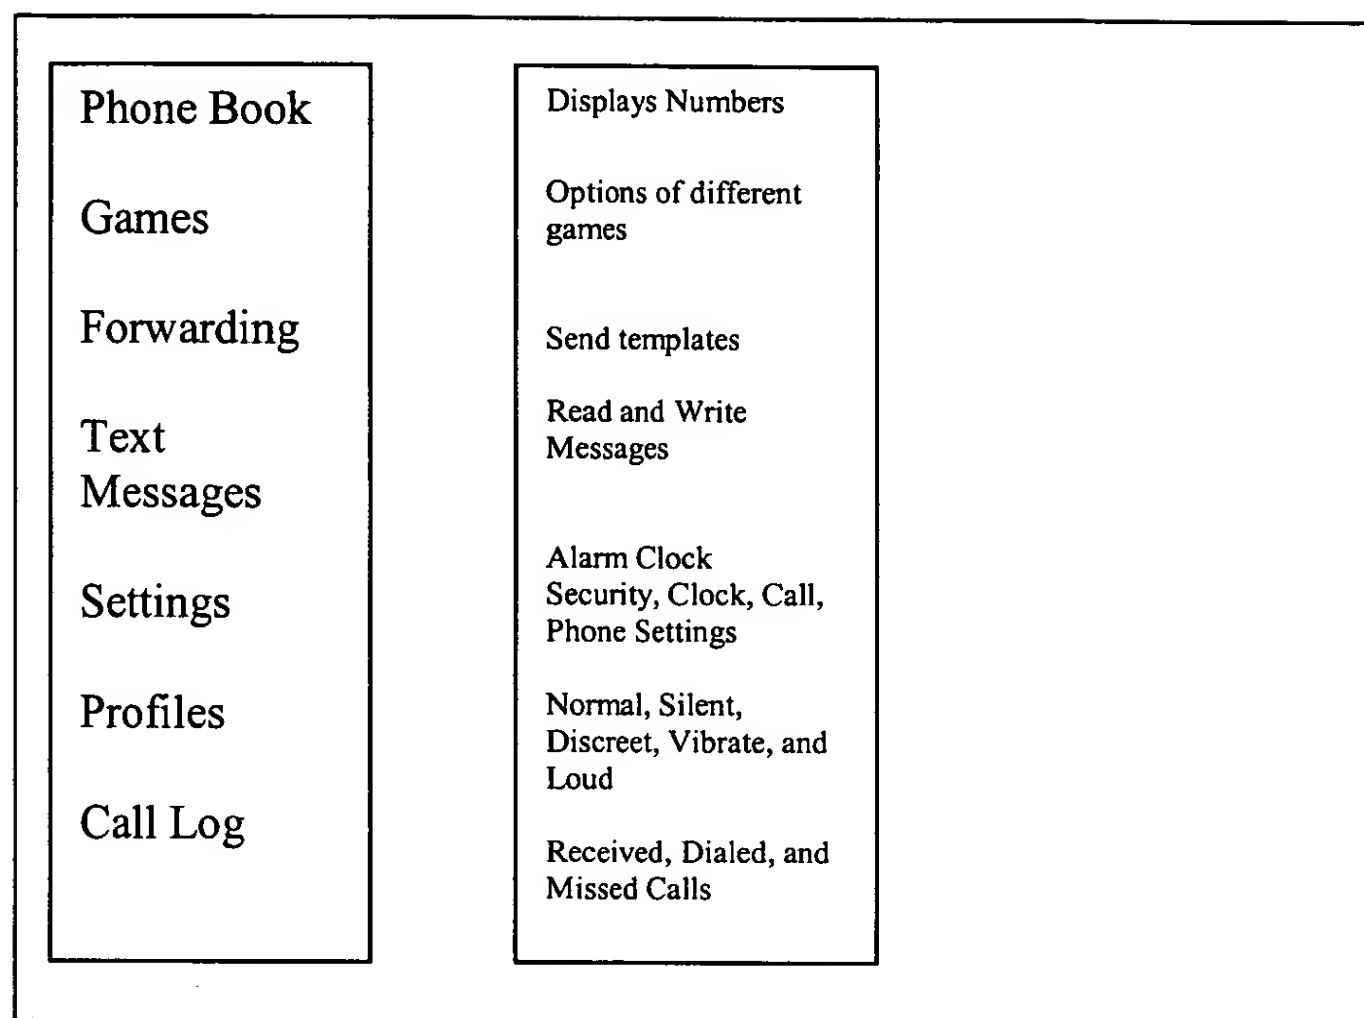 Phone Book
Games
Forwarding
Text
Messages
Settings
Profiles
Call Log
Displays Numbers
Options of different
games
Send templates
Read and Write
Messages
Alarm Clock
Security, Clock, Call,
Phone Settings
Normal, Silent,
Discreet, Vibrate, and
Loud
Received, Dialed, and
Missed Calls